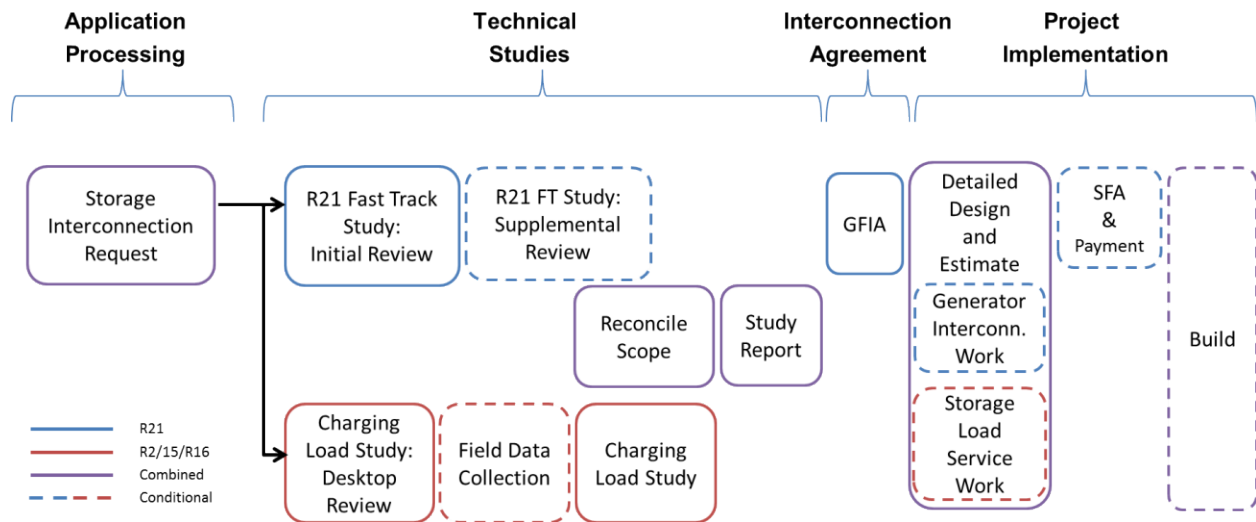 Application
Processing
Technical
Studies
Interconnection
Agreement
Project
Implementation
Storage
Interconnection
Request
R21 Fast Track
Study:
Initial Review
R21 FT Study:
Supplemental
Review
GFIA
Detailed
Design
and
Estimate
Generator
Interconn.
Work
Storage
Load
Service
Work
SFA
&
Payment
Build
Reconcile
Scope
Study
Report
Charging
Load Study:
Desktop
Review
Field Data
Collection
Charging
Load Study
R21
R2/15/R16
Combined
Conditional